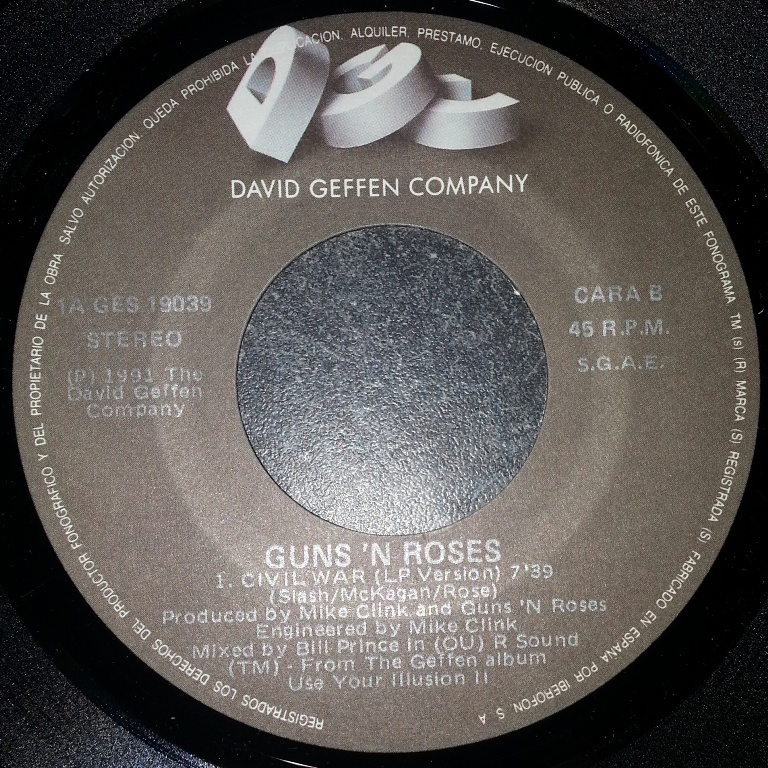 REGISTRADOS LOS DERECHOS DEL PRODUCTOR FONOGRAFICO Y DEL PROPIETARIO DE LA OBRA. SALVO AUTORIZACION, QUEDA PROHIBIDA LA CACION, ALQUILER, PRESTAMO, EJECUCION PUBLICA O RADIOFONICA DE ESTE FONOGRAMA TM (s) (R) MARCA (S) REGISTRADA (S) FABRICADO EN ESPAÑA POR IBEROFON, S A
DGC
DAVID GEFFEN COMPANY
1A GES 19039
STEREO
(P) 1991 The
David Geffen
Company
CARA B
45 R.P.M.
S.G.A.E.
GUNS 'N ROSES
1. CIVIL WAR (LP Version) 7'39
(Slash/McKagan/Rose)
Produced by Mike Clink and Guns 'N Roses
Engineered by Mike Clink
Mixed by Bill Prince in (OU) R Sound
(TM) - From The Geffen album
Use Your Illusion II